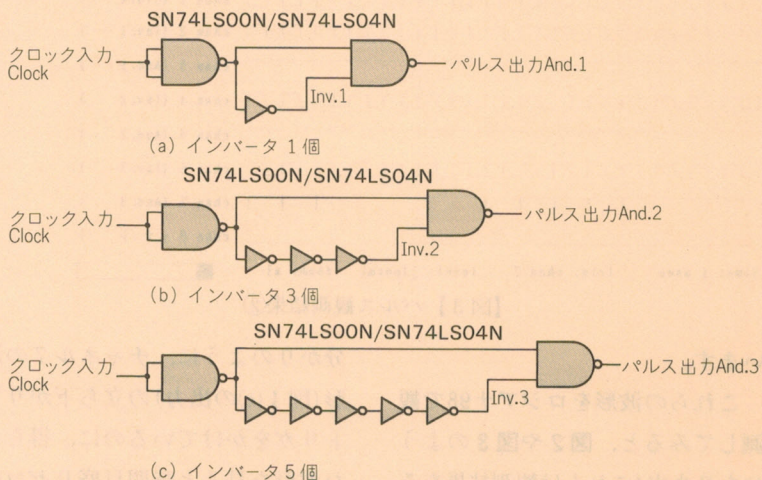 SN74LS00N/SN74LS04N
クロック入力
Clock
パルス出力And.1
Inv.1
(a) インバータ 1個
SN74LS00N/SN74LS04N
クロック入力
Clock
パルス出力And.2
Inv.2
(b) インバータ3個
SN74LS00N/SN74LS04N
クロック入力
Clock
パルス出力And.3
Inv.3
(c) インバータ5個